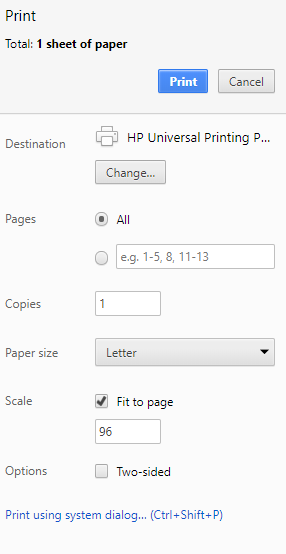 Print
Total: 1 sheet of paper
Print Cancel
Destination HP Universal Printing P...
Change...
Pages All
e.g. 1-5, 8, 11-13
Copies 1
Paper size Letter
Scale Fit to page
96
Options Two-sided
Print using system dialog... (Ctrl+Shift+P)